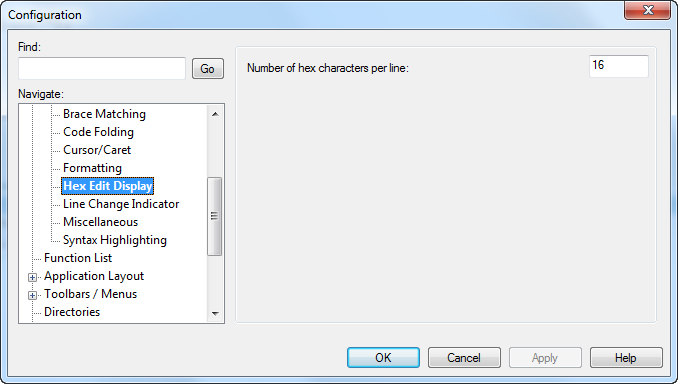 Configuration
Find:
Go
Navigate:
Brace Matching
Code Folding
Cursor/Caret
Formatting
Hex Edit Display
Line Change Indicator
Miscellaneous
Syntax Highlighting
Function List
Application Layout
Toolbars / Menus
Directories
Number of hex characters per line:
16
OK
Cancel
Apply
Help